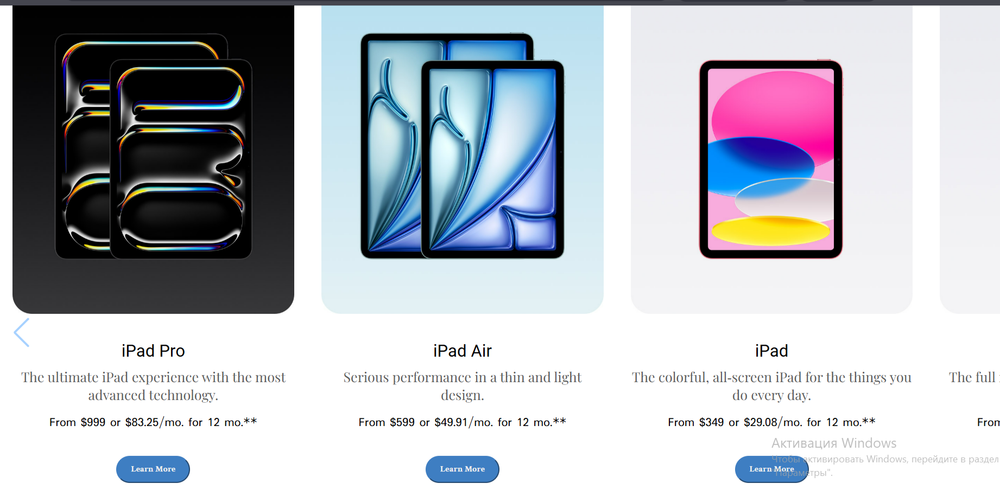 iPad Pro
The ultimate iPad experience with the most
advanced technology.
From $999 or $83.25/mo. for 12 mo.**
Learn More
iPad Air
Serious performance in a thin and light
design.
From $599 or $49.91/mo. for 12 mo.**
Learn More
iPad
The colorful, all-screen iPad for the things you
do every day.
From $349 or $29.08/mo. for 12 mo.**
Learn More
The full
From
Активация Windows
Чтобы активировать Windows, перейдите в раздел
"Параметры".